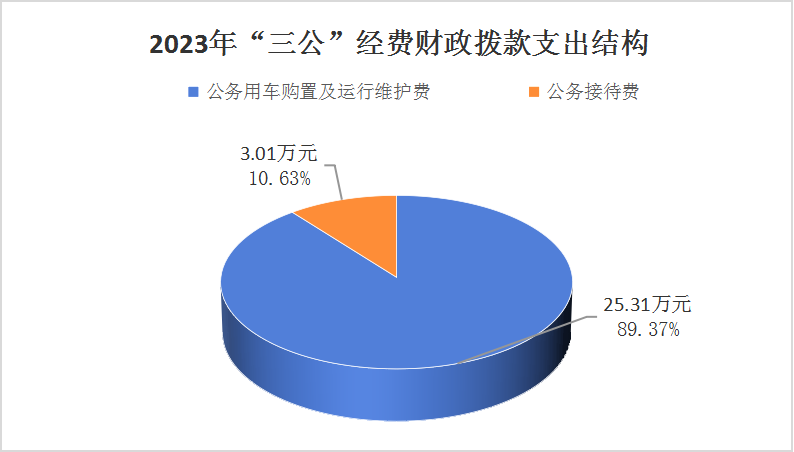 2023年“三公”经费财政拨款支出结构
公务用车购置及运行维护费 公务接待费
3.01万元
10.63%
25.31万元
89.37%